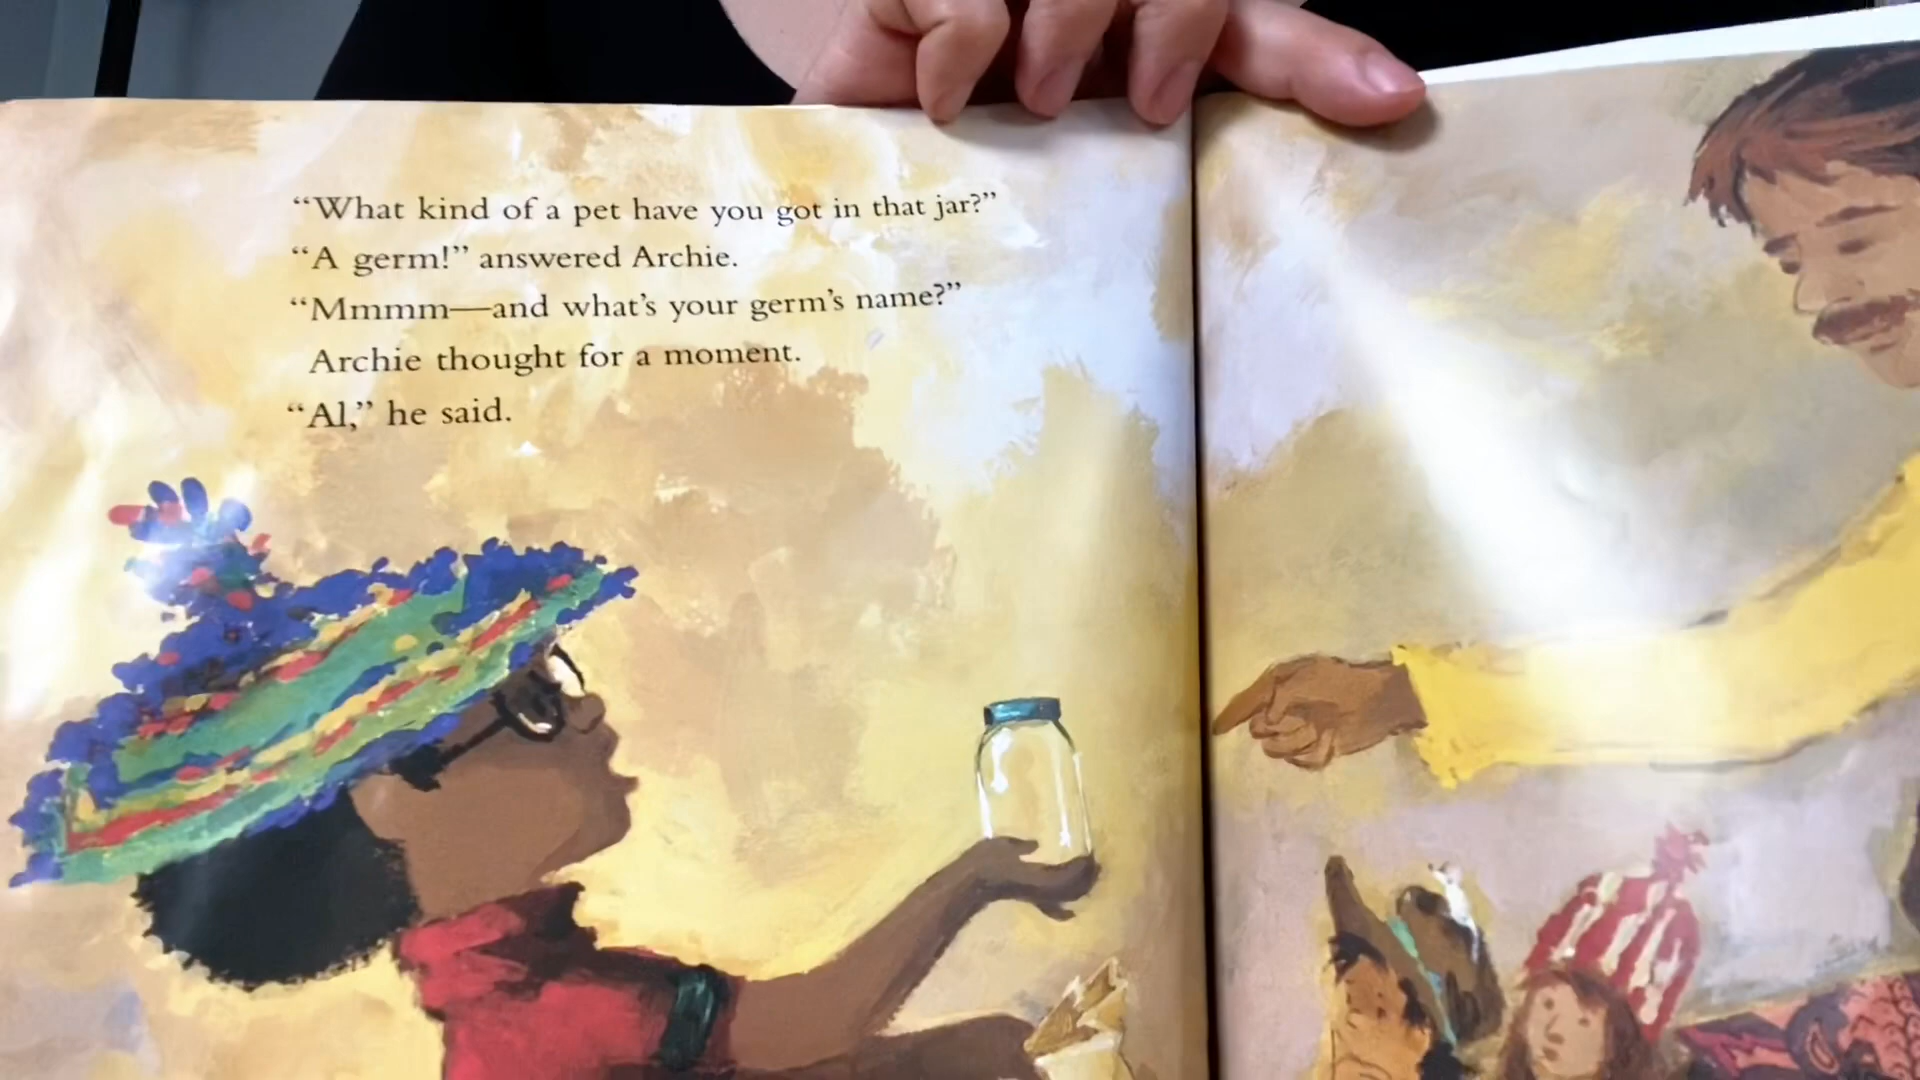 “What kind of a pet have you got in that jar?”
“A germ!” answered Archie.
“Mmmm—and what’s your germ’s name?”
Archie thought for a moment.
“Al,” he said.